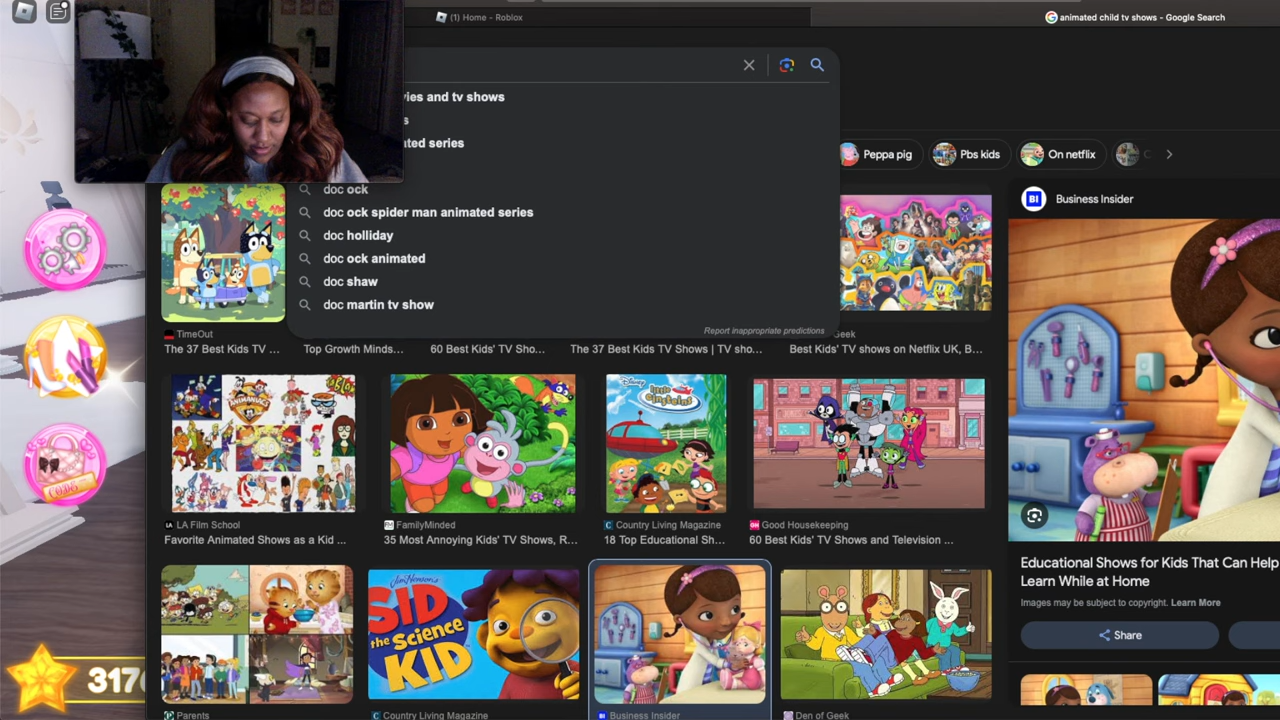 (1) Home - Roblox
animated child tv shows - Google Search
ies and tv shows
s
ted series
doc ock
doc ock spider man animated series
doc holliday
doc ock animated
doc shaw
doc martin tv show
Report inappropriate predictions
Peppa pig
Pbs kids
On netflix
BI
Business Insider
TimeOut
eek
The 37 Best Kids TV ...
Top Growth Minds...
60 Best Kids' TV Sho...
The 37 Best Kids TV Shows | TV sho...
Best Kids' TV shows on Netflix UK, B...
ANIMANIACS
Disney
little einsteins
LA Film School
FamilyMinded
Country Living Magazine
Good Housekeeping
Favorite Animated Shows as a Kid ...
35 Most Annoying Kids' TV Shows, R...
18 Top Educational Sh...
60 Best Kids' TV Shows and Television ...
CODE
Educational Shows for Kids That Can Help
Learn While at Home
Images may be subject to copyright. Learn More
Share
Jim Henson's
SID
the Science
KID
317
Parents
Country Living Magazine
BI Business Insider
Den of Geek